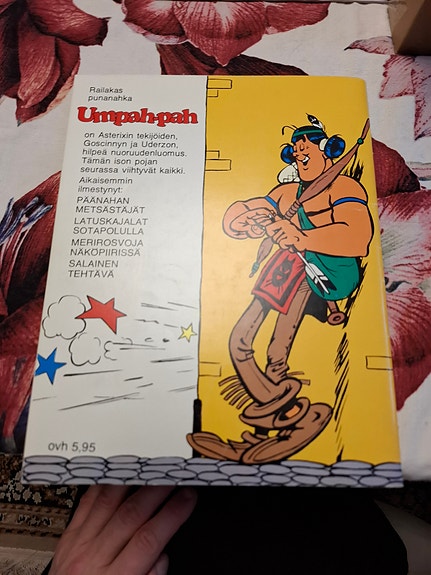 Railakas
punanahka
Umpah-pah
on Asterixin tekijöiden,
Goscinnyn ja Uderzon,
hilpeä nuoruudenluomus.
Tämän ison pojan
seurassa viihtyvät kaikki.
Aikaisemmin
ilmestynyt:
PÄÄNAHAN
METSÄSTÄJÄT
LATUSKAJALAT
SOTAPOLULLA
MERIROSVOJA
NÄKÖPIIRISSÄ
SALAINEN
TEHTÄVÄ
ovh 5,95